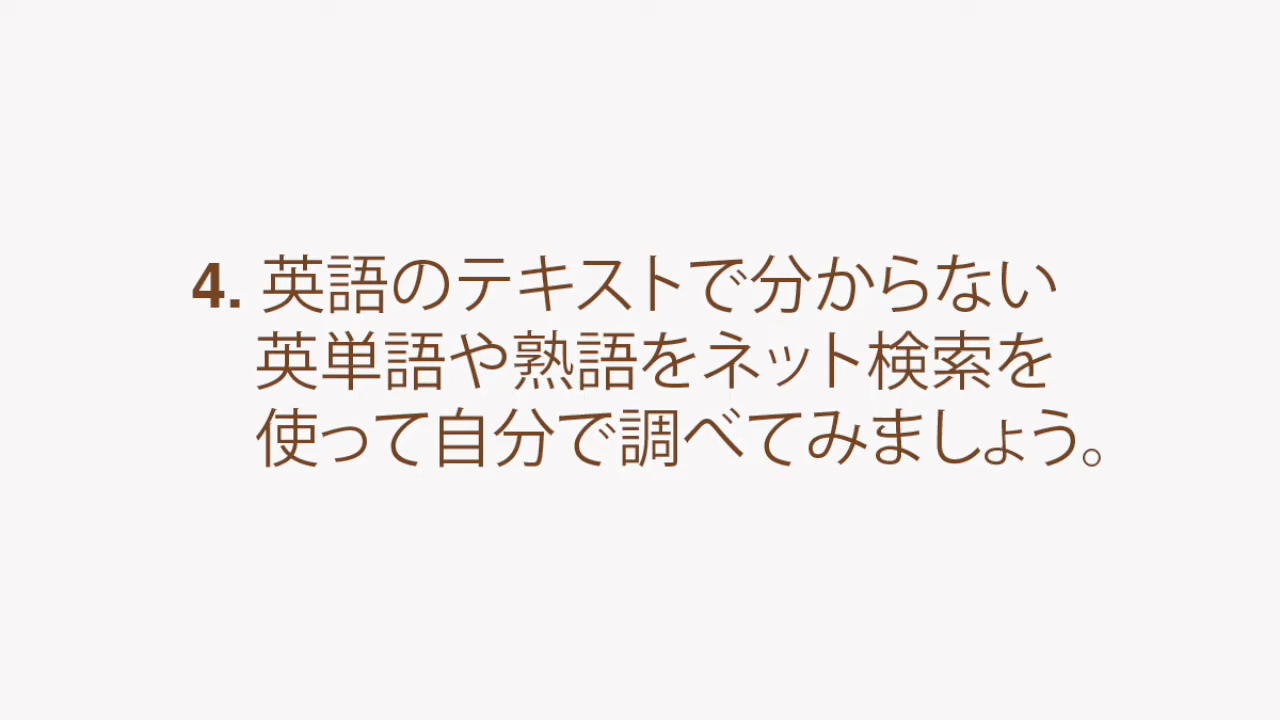 4. 英語のテキストで分からない
英単語や熟語をネット検索を
使って自分で調べてみましょう。